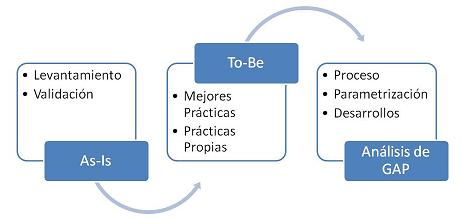 • Levantamiento
• Validación
As-Is
To-Be
• Mejores
Prácticas
• Prácticas
Propias
• Proceso
• Parametrización
• Desarrollos
Análisis de
GAP